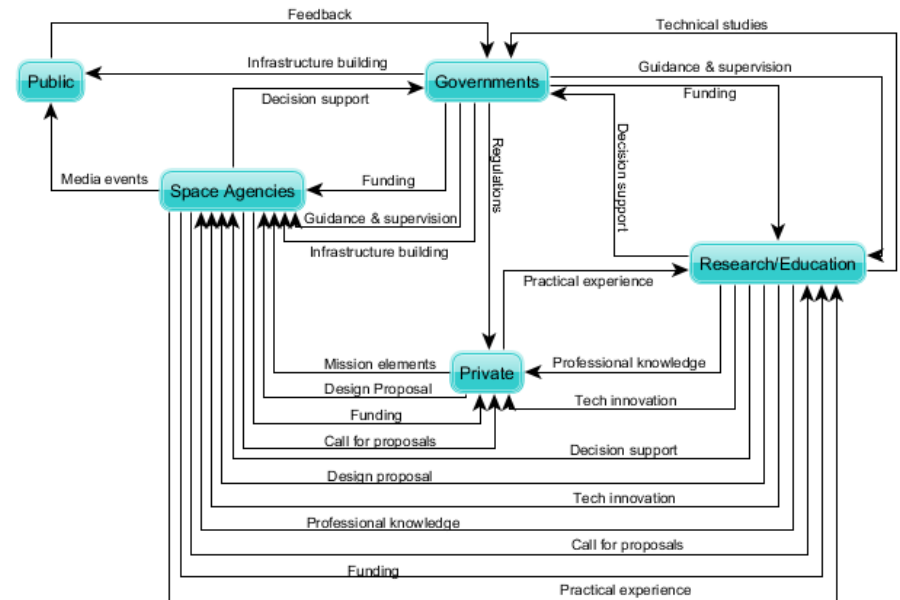 Feedback
Technical studies
Infrastructure building
Guidance & supervision
Public
Governments
Decision support
Funding
Regulations
Decision support
Media events
Space Agencies
Funding
Guidance & supervision
Infrastructure building
Research/Education
Practical experience
Mission elements
Private
Professional knowledge
Design Proposal
Tech innovation
Funding
Call for proposals
Decision support
Design proposal
Tech innovation
Professional knowledge
Call for proposals
Funding
Practical experience